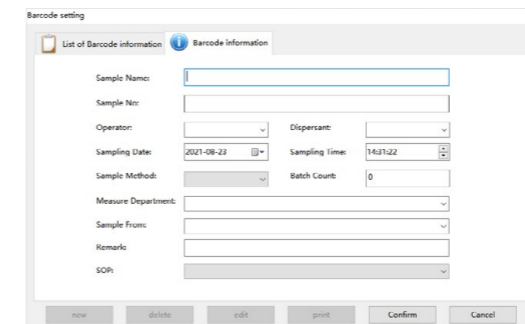 Barcode setting
List of Barcode information Barcode information
Sample Name:
Sample No:
Operator: Dispersant:
Sampling Date: 2021-08-23 Sampling Time: 14:31:22
Sample Method: Batch Count: 0
Measure Department:
Sample From:
Remark:
SOP:
new delete edit print Confirm Cancel